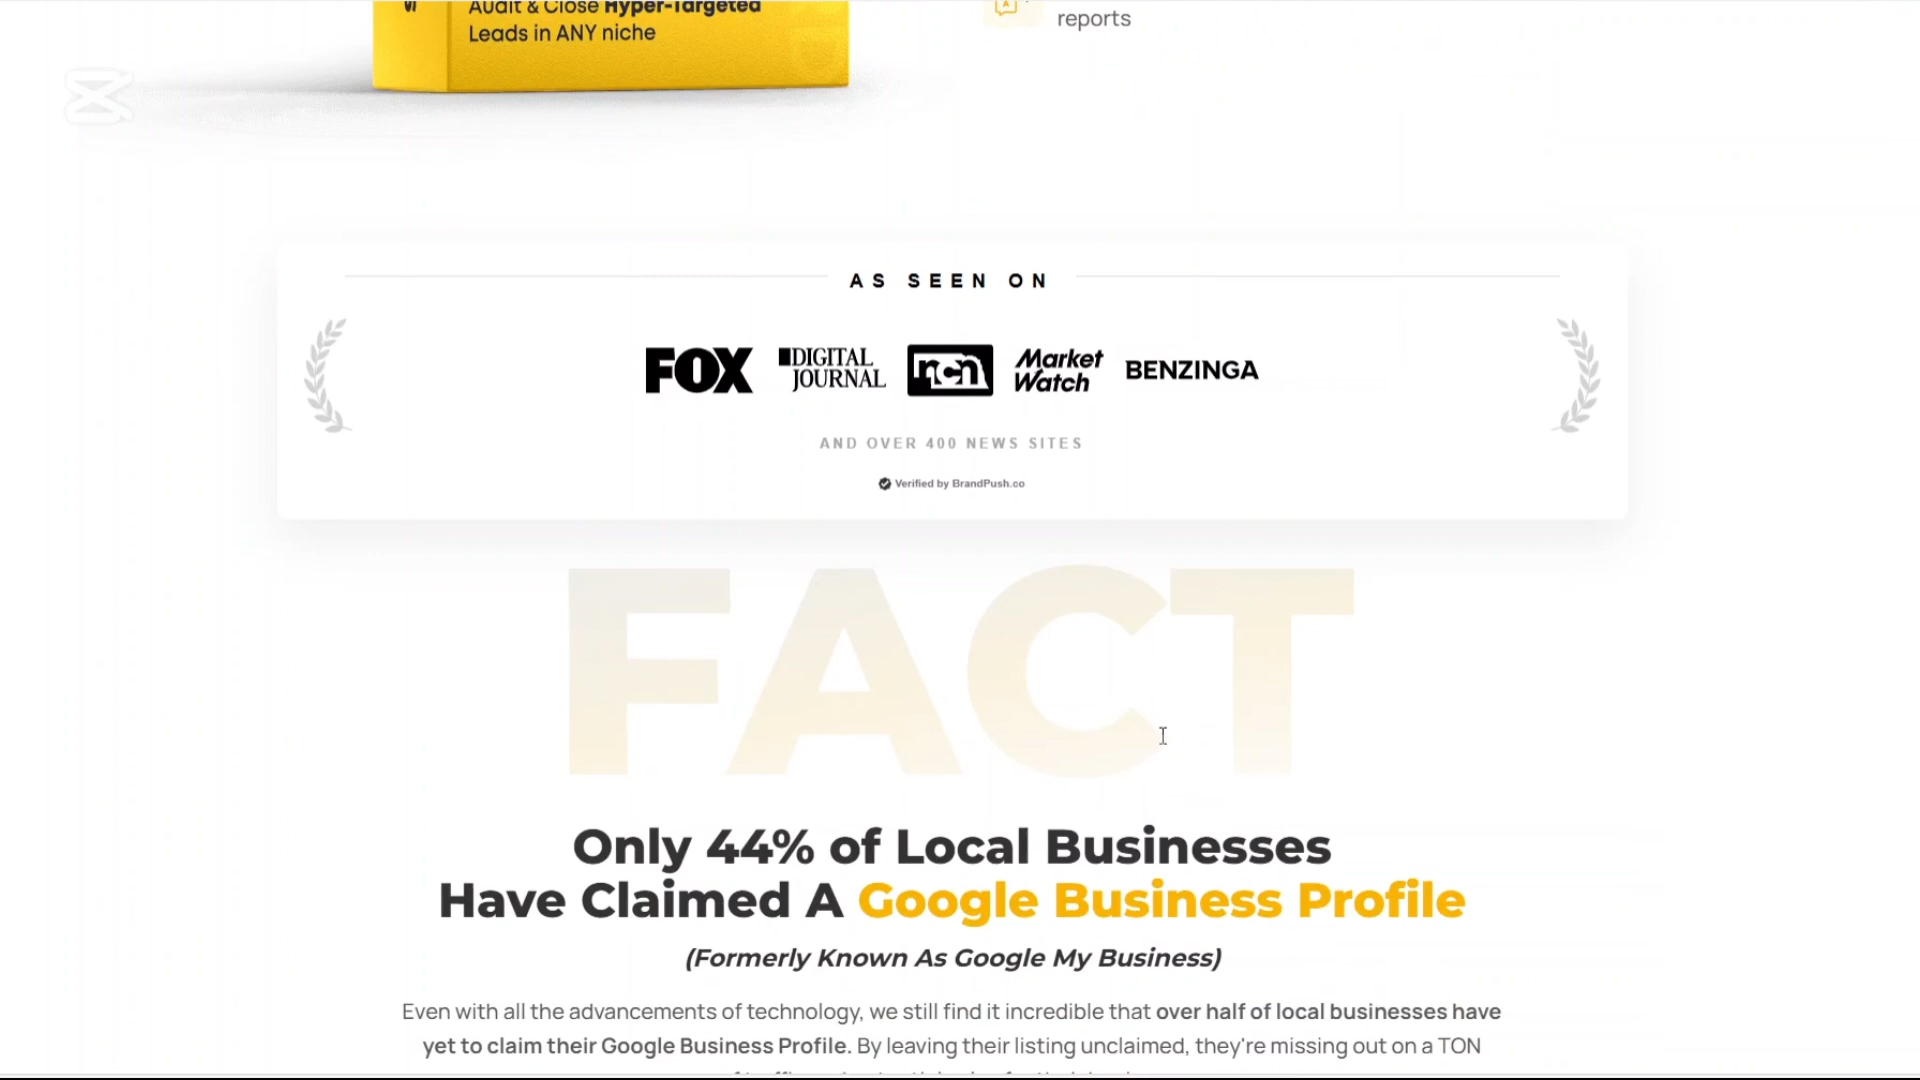 Audit & Close Hyper-Targeted
Leads in ANY niche
reports
AS SEEN ON
FOX
DIGITAL JOURNAL
ncn
Market Watch
BENZINGA
AND OVER 400 NEWS SITES
Verified by BrandPush.co
FACT
Only 44% of Local Businesses
Have Claimed A Google Business Profile
(Formerly Known As Google My Business)
Even with all the advancements of technology, we still find it incredible that over half of local businesses have
yet to claim their Google Business Profile. By leaving their listing unclaimed, they're missing out on a TON